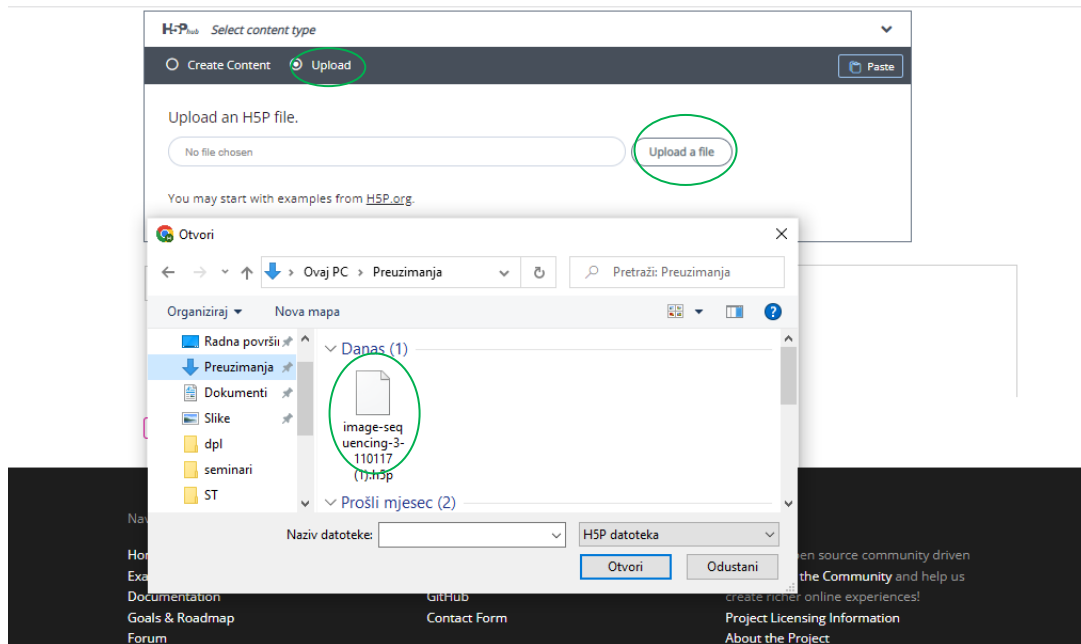 H5Phub Select content type
Create Content Upload Paste
Upload an H5P file.
No file chosen Upload a file
You may start with examples from H5P.org.
Otvori
Ovaj PC > Preuzimanja Pretraži: Preuzimanja
Organiziraj Nova mapa
Radna površi
Preuzimanja
Dokumenti
Slike
dpl
seminari
ST
Danas (1)
image-seq
uencing-3-
110117
(1).h5p
Prošli mjesec (2)
Naziv datoteke: H5P datoteka
Otvori Odustani
Documentation
Goals & Roadmap
Forum
GitHub
Contact Form
source community driven
the Community and help us
create richer online experiences!
Project Licensing Information
About the Project